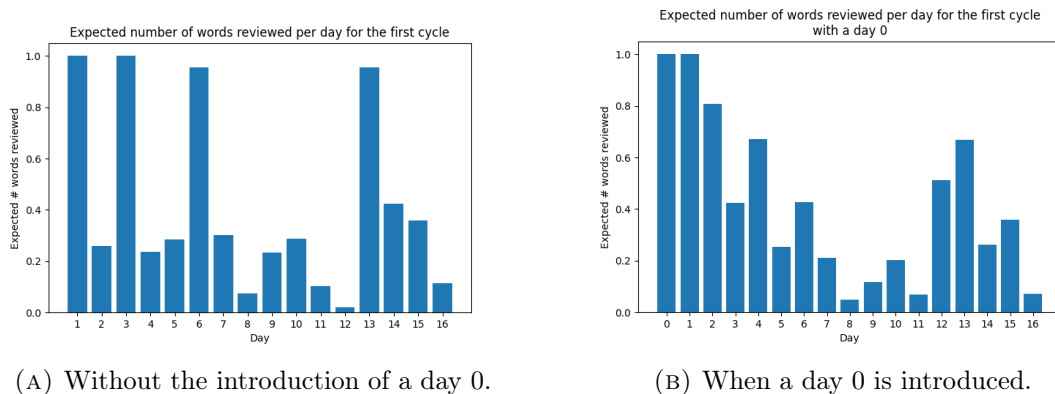 Expected number of words reviewed per day for the first cycle
1.0
0.8
0.6
0.4
0.2
0.0
Expected # words reviewed
1 2 3 4 5 6 7 8 9 10 11 12 13 14 15 16
Day
(A) Without the introduction of a day 0.
Expected number of words reviewed per day for the first cycle
with a day 0
1.0
0.8
0.6
0.4
0.2
0.0
Expected # words reviewed
0 1 2 3 4 5 6 7 8 9 10 11 12 13 14 15 16
Day
(B) When a day 0 is introduced.